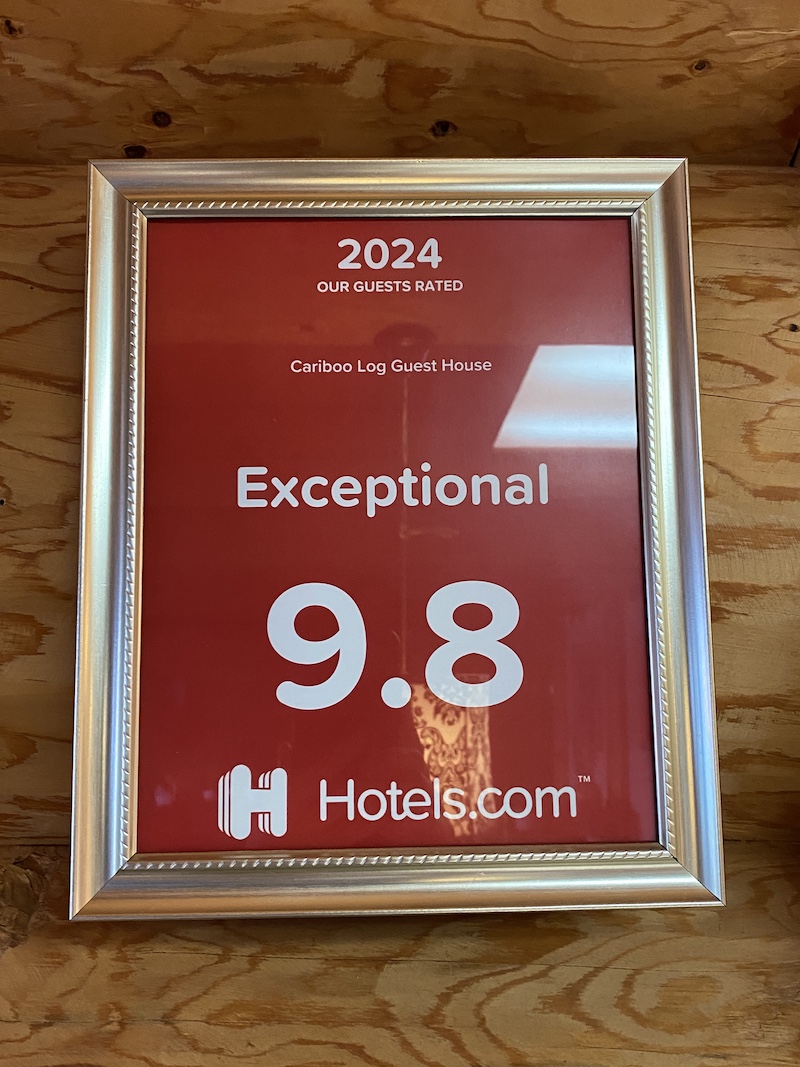 2024
OUR GUESTS RATED
Cariboo Log Guest House
Exceptional
9.8
H Hotels.com™